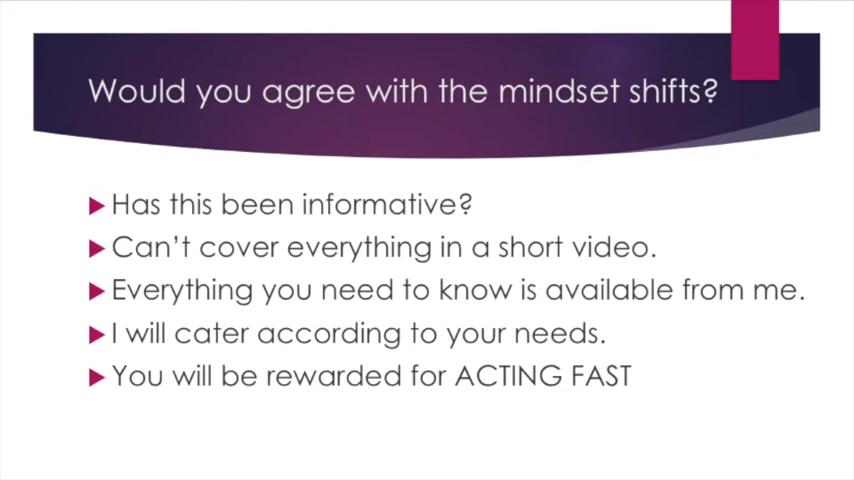 Would you agree with the mindset shifts?
Has this been informative?
Can't cover everything in a short video.
Everything you need to know is available from me.
I will cater according to your needs.
You will be rewarded for ACTING FAST